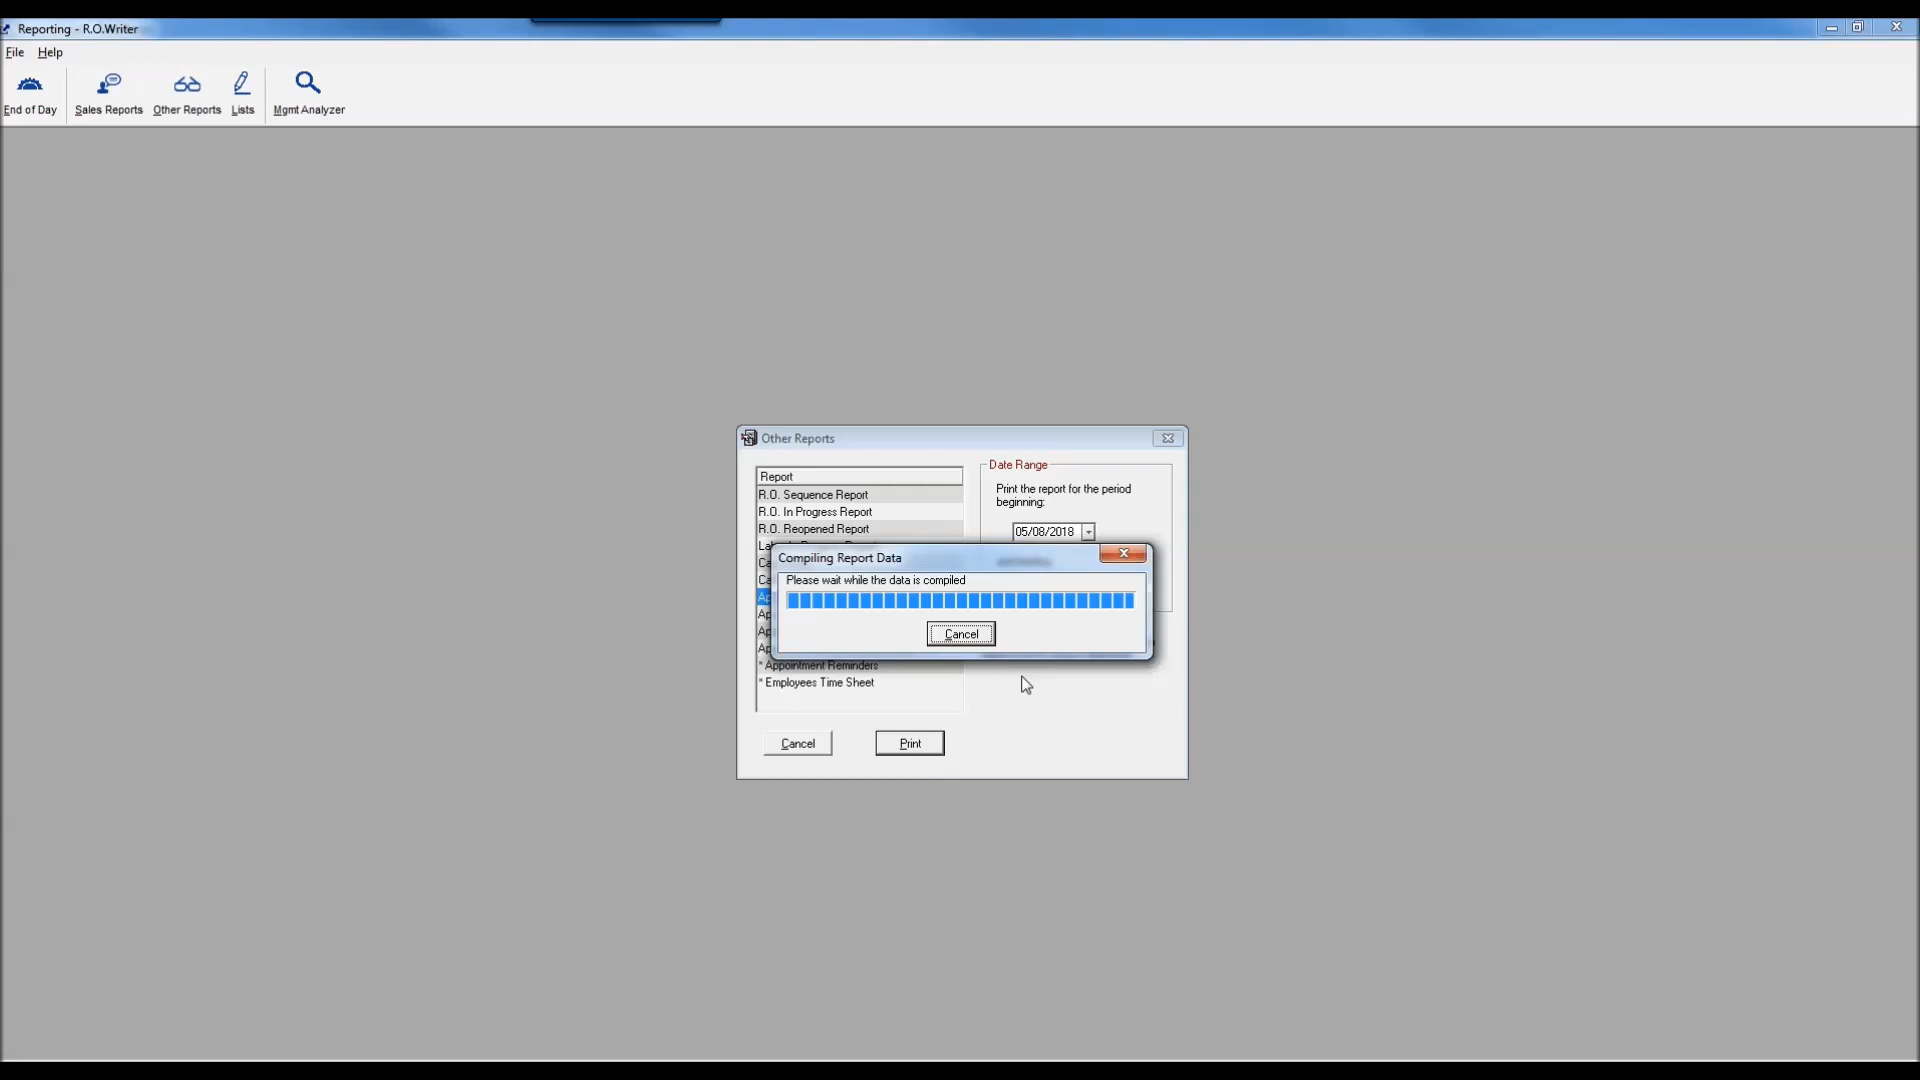 Reporting - R.O.Writer
File Help
End of Day Sales Reports Other Reports Lists Mgmt Analyzer
Other Reports
Report
R.O. Sequence Report
R.O. In Progress Report
R.O. Reopened Report
Date Range
Print the report for the period
beginning:
05/08/2018
Compiling Report Data
Please wait while the data is compiled
Cancel
* Appointment Reminders
* Employees Time Sheet
Cancel Print